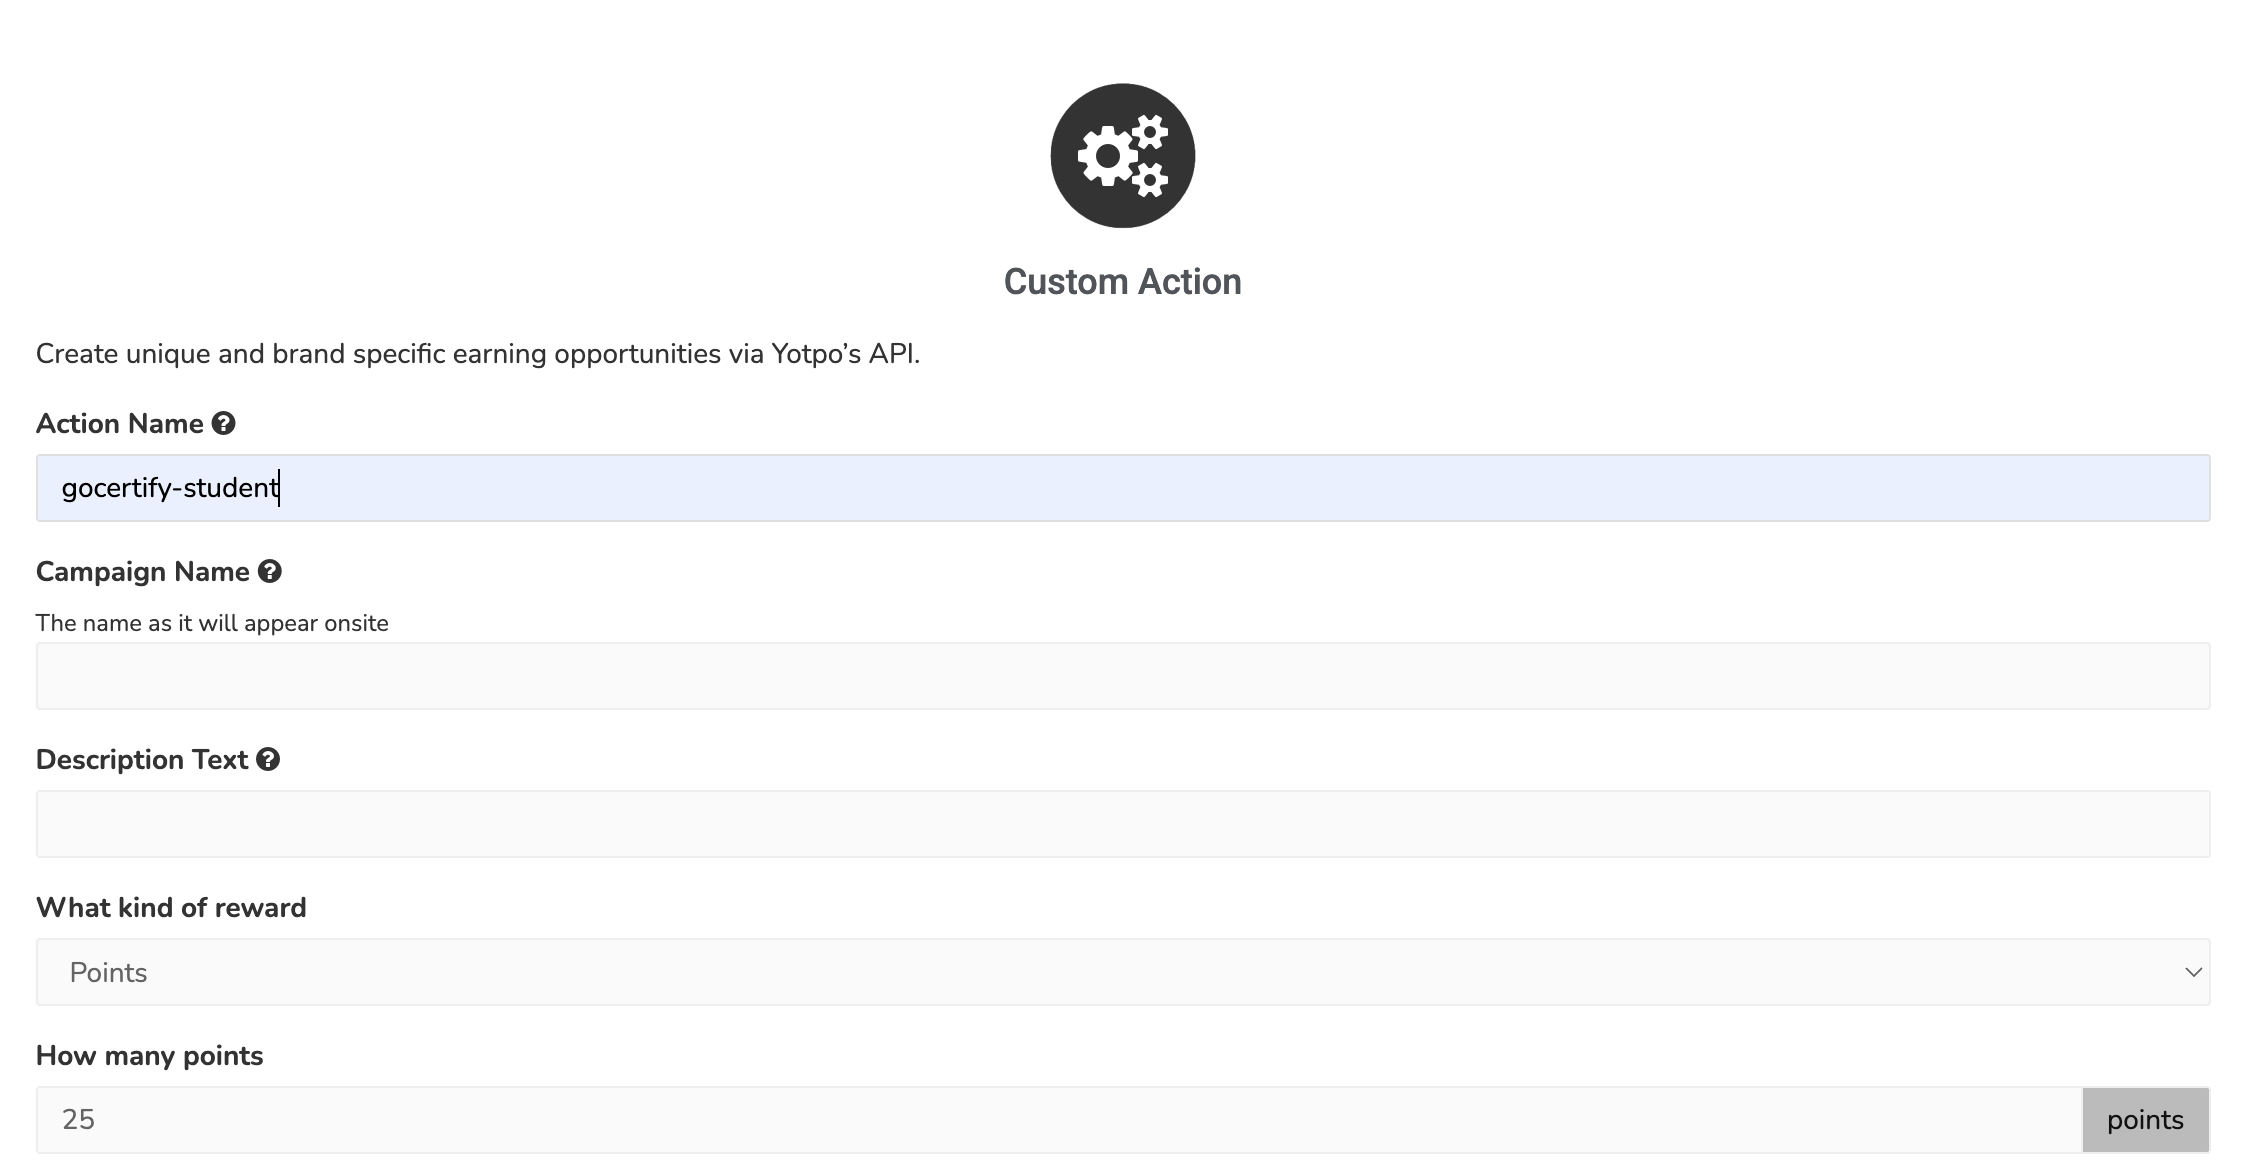 Custom Action
Create unique and brand specific earning opportunities via Yotpo’s API.
Action Name ?
gocertify-student
Campaign Name ?
The name as it will appear onsite
Description Text ?
What kind of reward
Points
How many points
25 points